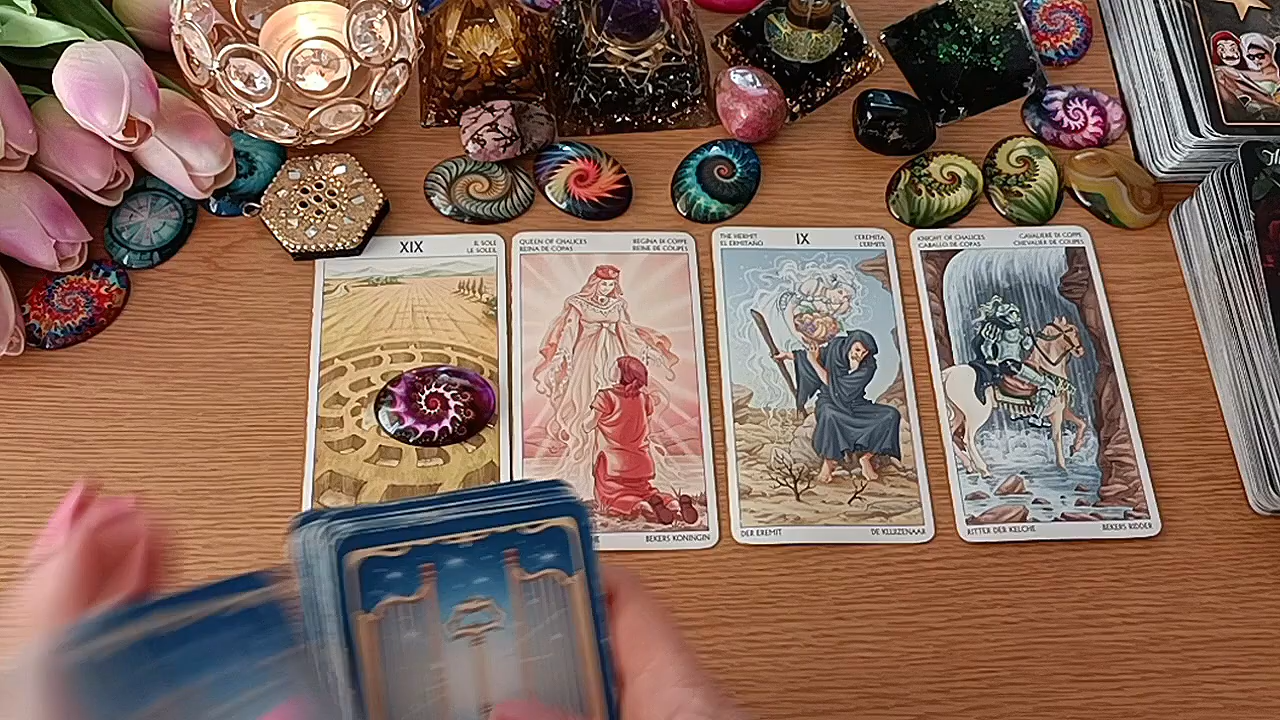 XIX
IL SOLE
LE SOLEIL
QUEEN OF CHALICES
REINA DE COPAS
REGINA DI COPPE
REINE DE COUPES
BEKERS KONINGIN
THE HERMIT
EL ERMITAÑO
IX
L'EREMITA
L'ERMITE
DER EREMIT
DE KLUIZENAAR
KNIGHT OF CHALICES
CABALLO DE COPAS
CAVALIERE DI COPPE
CHEVALIER DE COUPES
RITTER DER KELCHE
BEKERS RIDDER